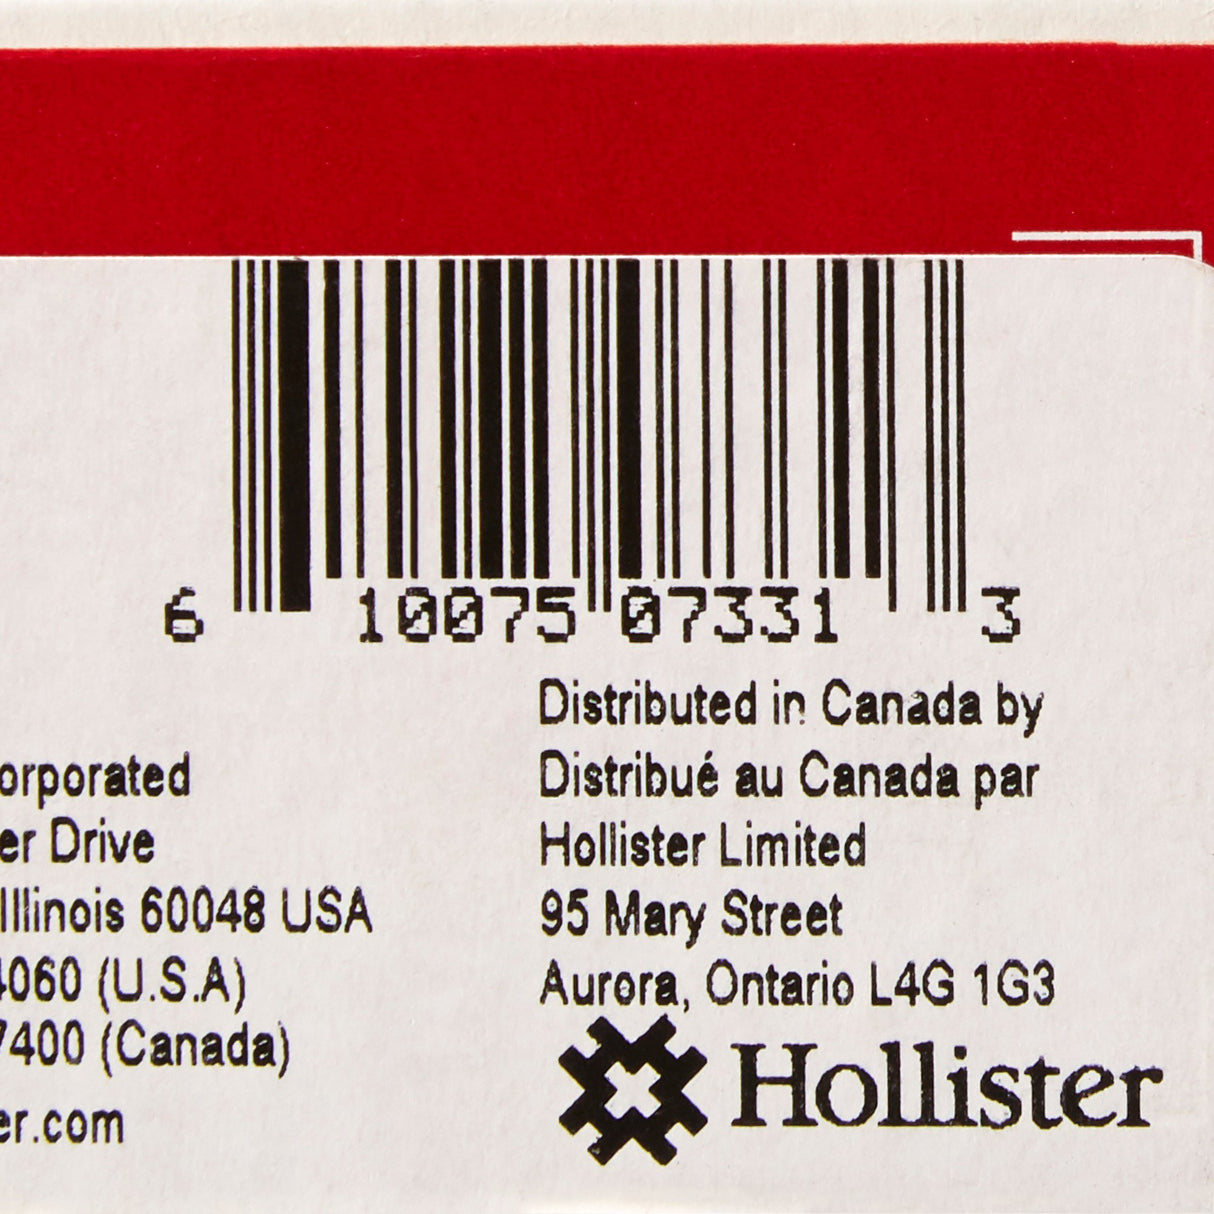 6 10075 07331 3
orporated
er Drive
Illinois 60048 USA
4060 (U.S.A)
7400 (Canada)
er.com
Distributed in Canada by
Distribué au Canada par
Hollister Limited
95 Mary Street
Aurora, Ontario L4G 1G3
Hollister